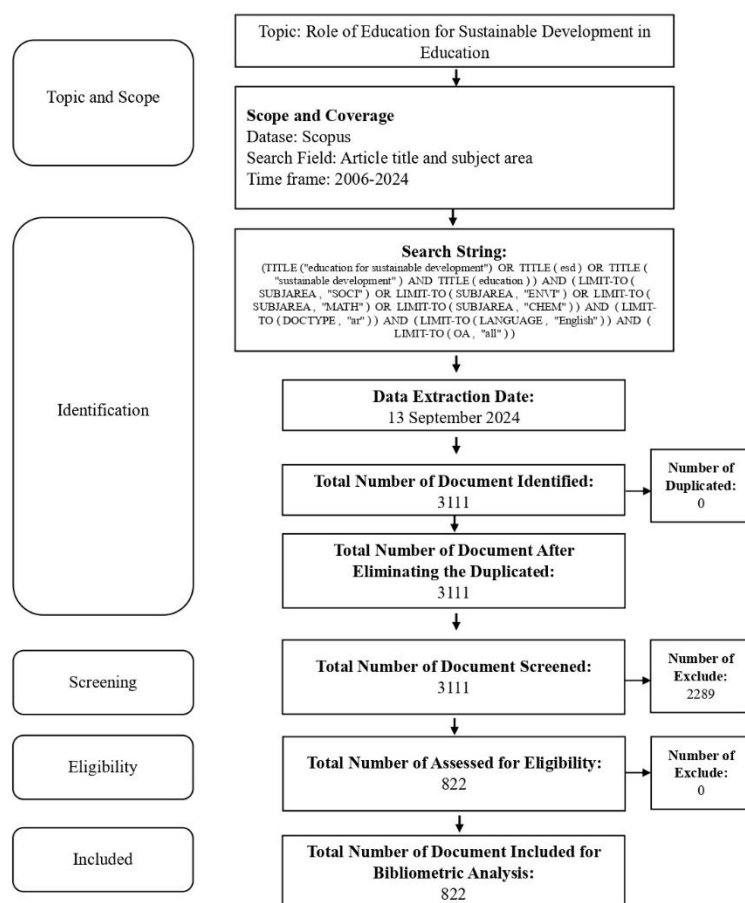 Topic: Role of Education for Sustainable Development in
Education
Topic and Scope
Scope and Coverage
Datase: Scopus
Search Field: Article title and subject area
Time frame: 2006-2024
Search String:
(TITLE ("education for sustainable development") OR TITLE ( esd ) OR TITLE (
"sustainable development" ) AND TITLE ( education ) ) AND ( LIMIT-TO (
SUBJAREA , "SOCI" ) OR LIMIT-TO ( SUBJAREA , "ENVI" ) OR LIMIT-TO (
SUBJAREA , "MATH" ) OR LIMIT-TO ( SUBJAREA , "CHEM" ) ) AND ( LIMIT-
TO ( DOCTYPE , "ar" ) ) AND ( LIMIT-TO ( LANGUAGE , "English" ) ) AND (
LIMIT-TO ( OA , "all" ) )
Identification
Data Extraction Date:
13 September 2024
Total Number of Document Identified:
3111
Number of
Duplicated:
0
Total Number of Document After
Eliminating the Duplicated:
3111
Screening
Total Number of Document Screened:
3111
Number of
Exclude:
2289
Eligibility
Total Number of Assessed for Eligibility:
822
Number of
Exclude:
0
Included
Total Number of Document Included for
Bibliometric Analysis:
822